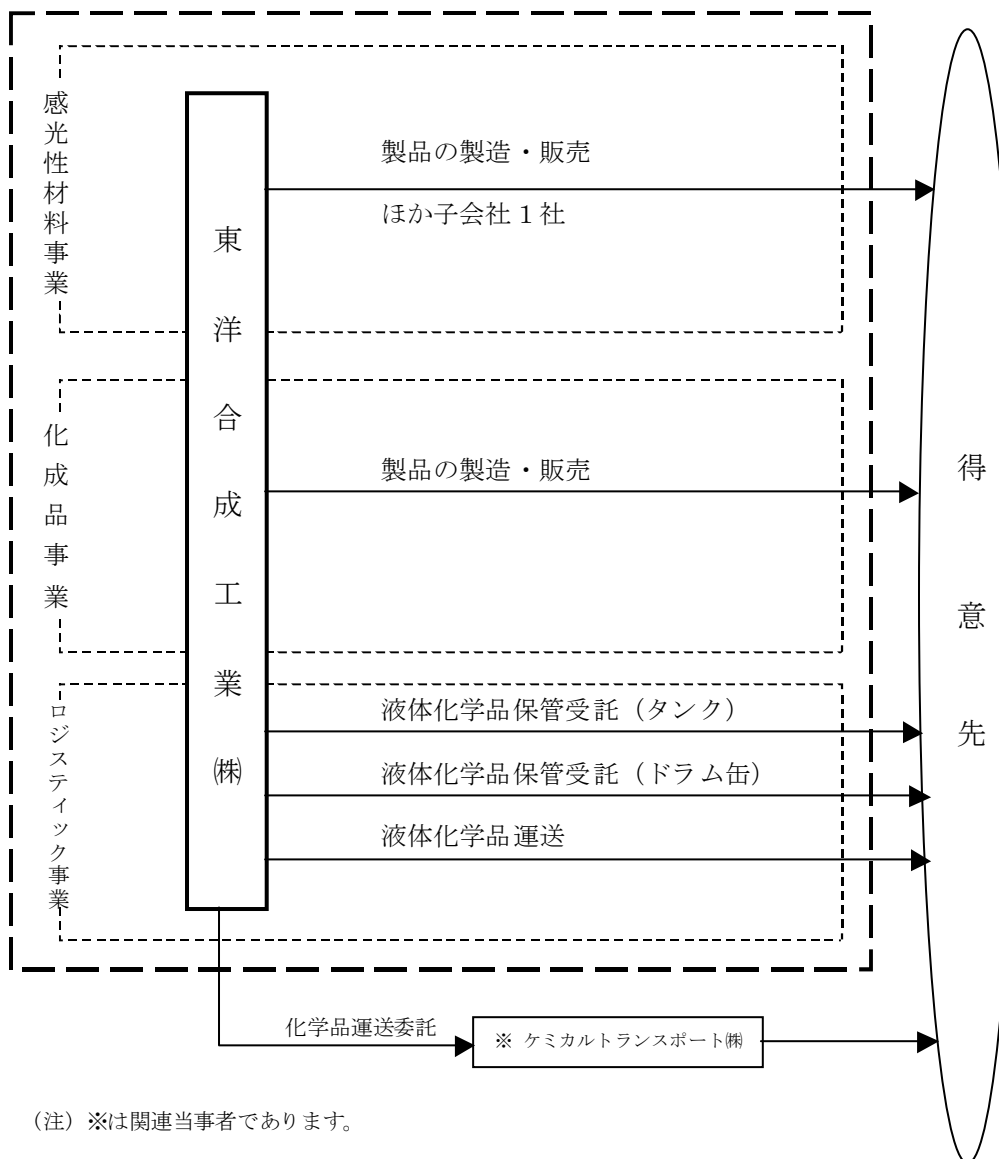 感光性材料事業
製品の製造・販売
ほか子会社１社
東洋合成工業㈱
化成品事業
製品の製造・販売
得意先
ロジスティック事業
液体化学品保管受託（タンク）
液体化学品保管受託（ドラム缶）
液体化学品運送
化学品運送委託
※ ケミカルトランスポート㈱
（注）※は関連当事者であります。